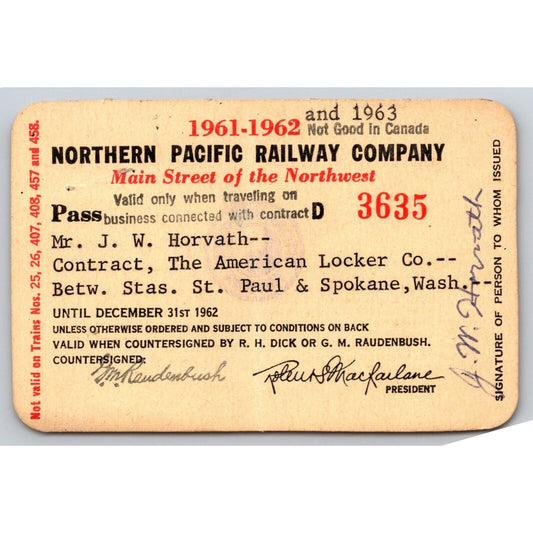 and 1963
1961-1962 Not Good in Canada
NORTHERN PACIFIC RAILWAY COMPANY
Main Street of the Northwest
Valid only when traveling on
Pass business connected with contract D 3635
Mr. J. W. Horvath--
Contract, The American Locker Co.--
Betw. Stas. St. Paul & Spokane, Wash.--
UNTIL DECEMBER 31ST 1962
UNLESS OTHERWISE ORDERED AND SUBJECT TO CONDITIONS ON BACK
VALID WHEN COUNTERSIGNED BY R. H. DICK OR G. M. RAUDENBUSH.
COUNTERSIGNED:
G.M. Raudenbush Robert S. Macfarlane
PRESIDENT
Not valid on Trains Nos. 25, 26, 407, 408, 457 and 458.
J. W. Horvath
SIGNATURE OF PERSON TO WHOM ISSUED